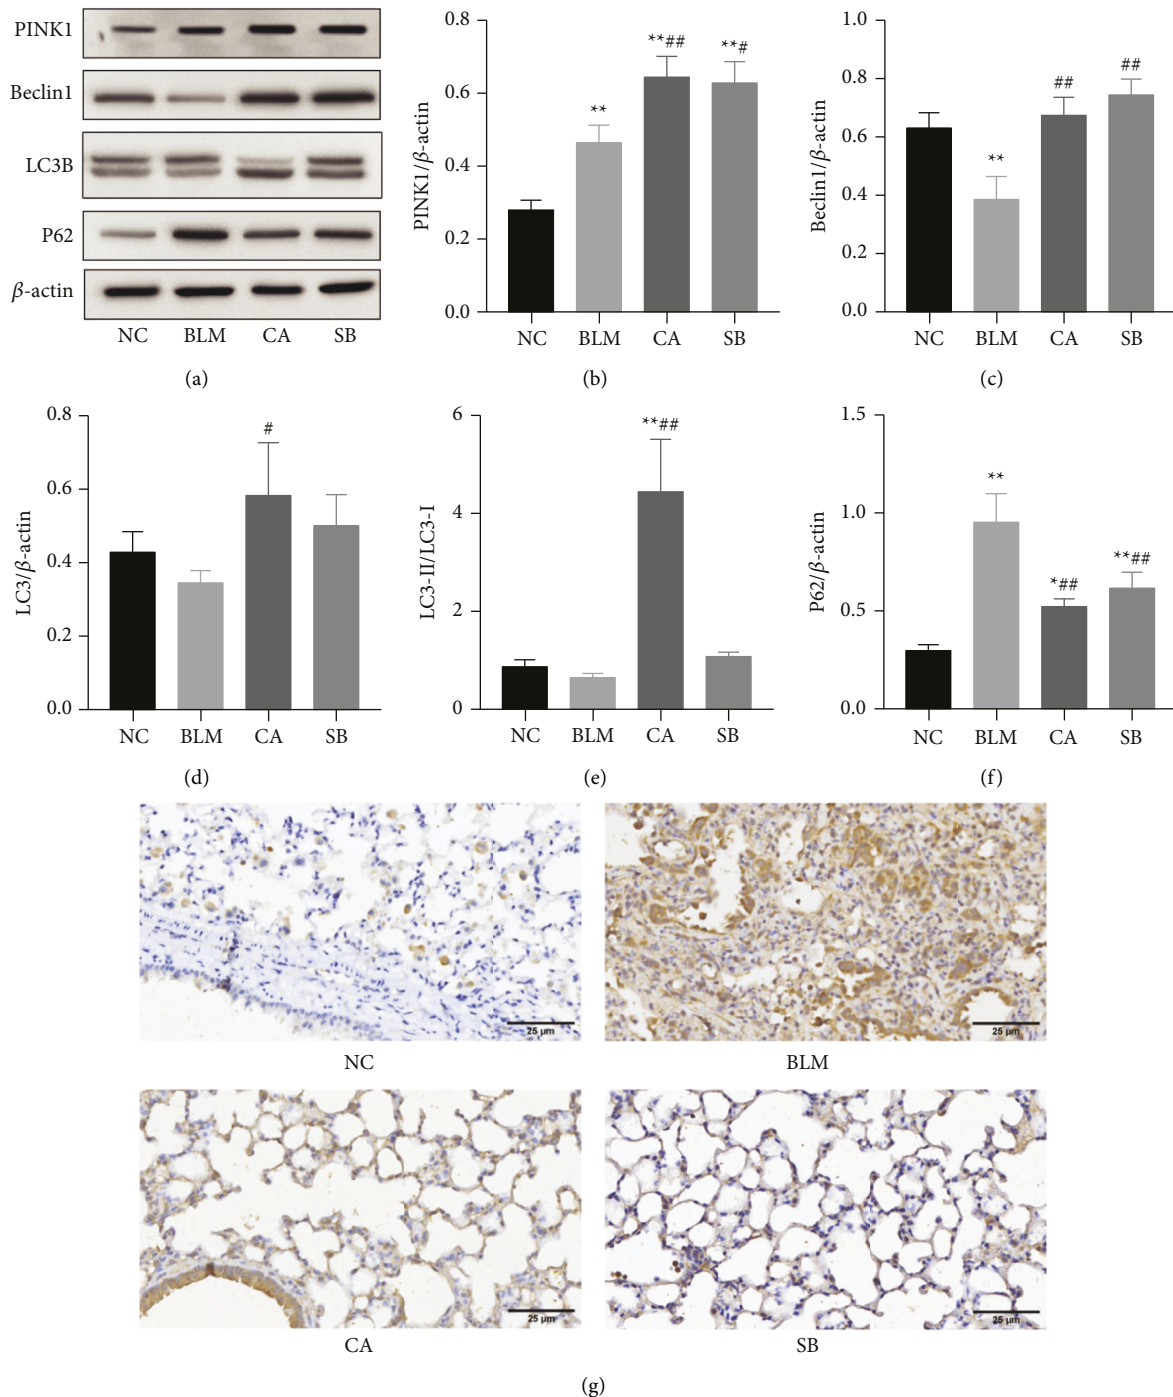 PINK1
Beclin1
LC3B
P62
β-actin
NC BLM CA SB
(a)
PINK1/β-actin
0.8
0.6
0.4
0.2
0.0
**
**##
**#
NC BLM CA SB
(b)
Beclin1/β-actin
1.0
0.8
0.6
0.4
0.2
0.0
**
##
##
NC BLM CA SB
(c)
LC3/β-actin
0.8
0.6
0.4
0.2
0.0
#
NC BLM CA SB
(d)
LC3-II/LC3-I
6
4
2
0
**##
NC BLM CA SB
(e)
P62/β-actin
1.5
1.0
0.5
0.0
**
*##
**##
NC BLM CA SB
(f)
25 μm
NC
25 μm
BLM
25 μm
CA
25 μm
SB
(g)